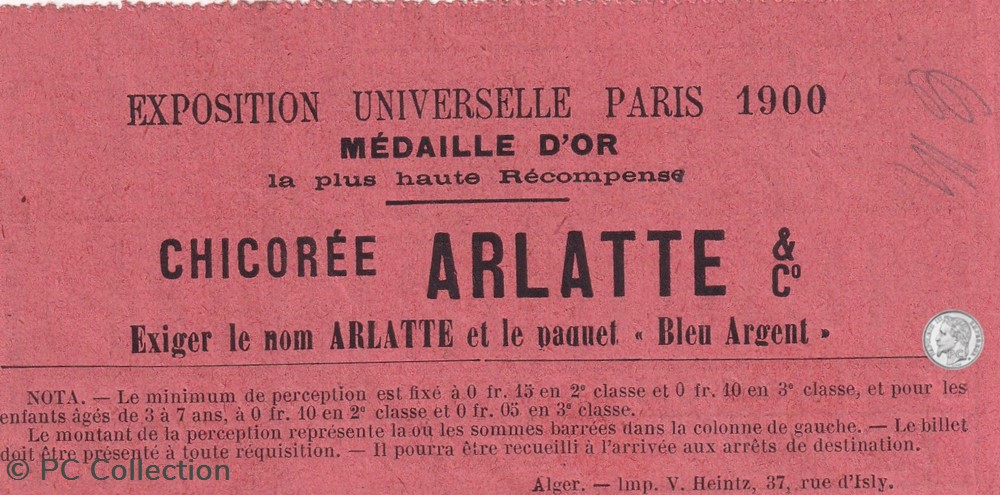 EXPOSITION UNIVERSELLE PARIS 1900
MÉDAILLE D'OR
la plus haute Récompense
CHICORÉE ARLATTE & Cº
Exiger le nom ARLATTE et le paquet « Bleu Argent »
NOTA. — Le minimum de perception est fixé à 0 fr. 15 en 2e classe et 0 fr. 10 en 3e classe, et pour les
enfants âgés de 3 à 7 ans, à 0 fr. 10 en 2e classe et 0 fr. 05 en 3e classe.
Le montant de la perception représente la ou les sommes barrées dans la colonne de gauche. — Le billet
doit être présenté à toute réquisition. — Il pourra être recueilli à l'arrivée aux arrêts de destination.
Alger. — Imp. V. Heintz, 37, rue d'Isly.
© PC Collection